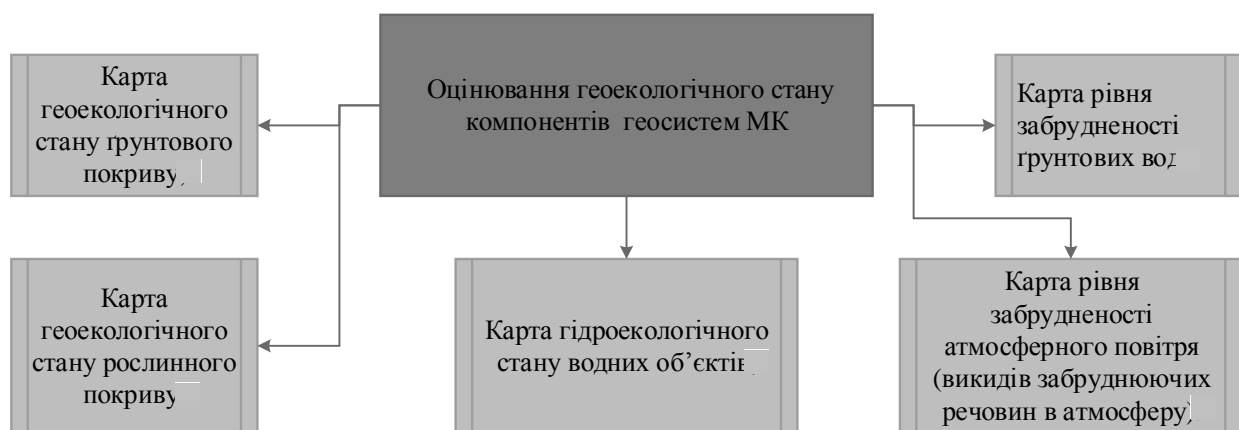 Карта
геоекологічного
стану ґрунтового
покриву
Оцінювання геоекологічного стану
компонентів геосистем МК
Карта рівня
забрудненості
ґрунтових вод
Карта
геоекологічного
стану рослинного
покриву
Карта гідроекологічного
стану водних об’єктів
Карта рівня
забрудненості
атмосферного повітря
(викидів забруднюючих
речовин в атмосферу)